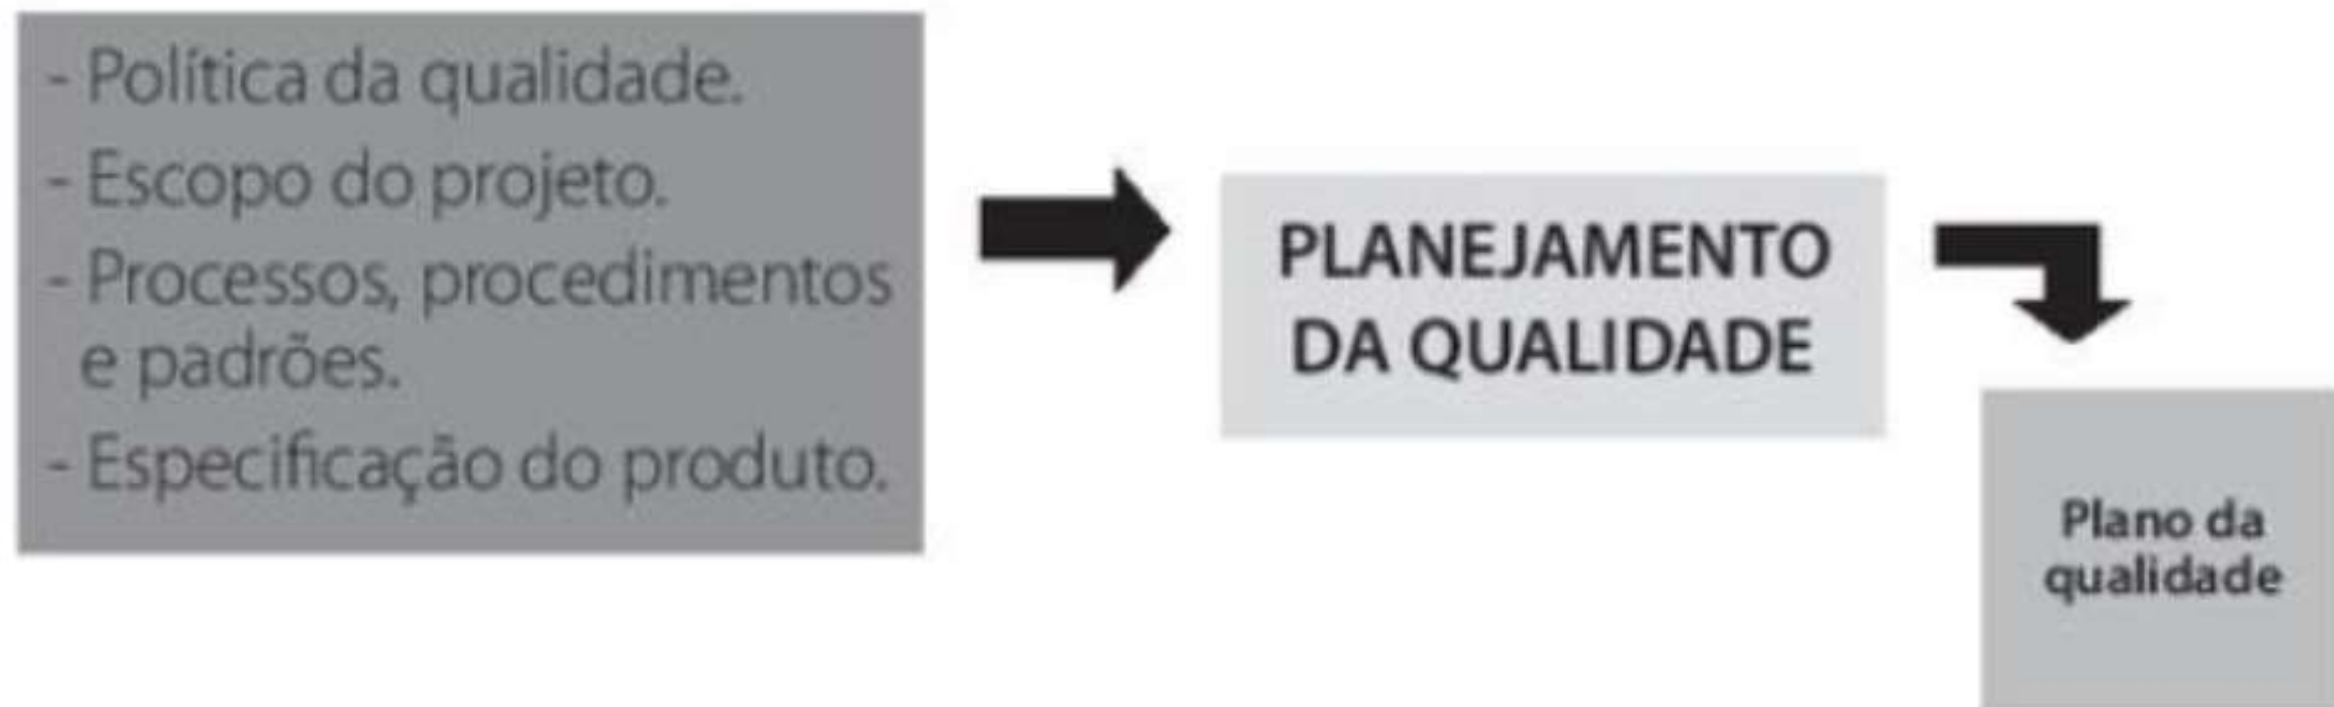 - Política da qualidade.
- Escopo do projeto.
- Processos, procedimentos
e padrões.
- Especificação do produto.
PLANEJAMENTO
DA QUALIDADE
Plano da
qualidade